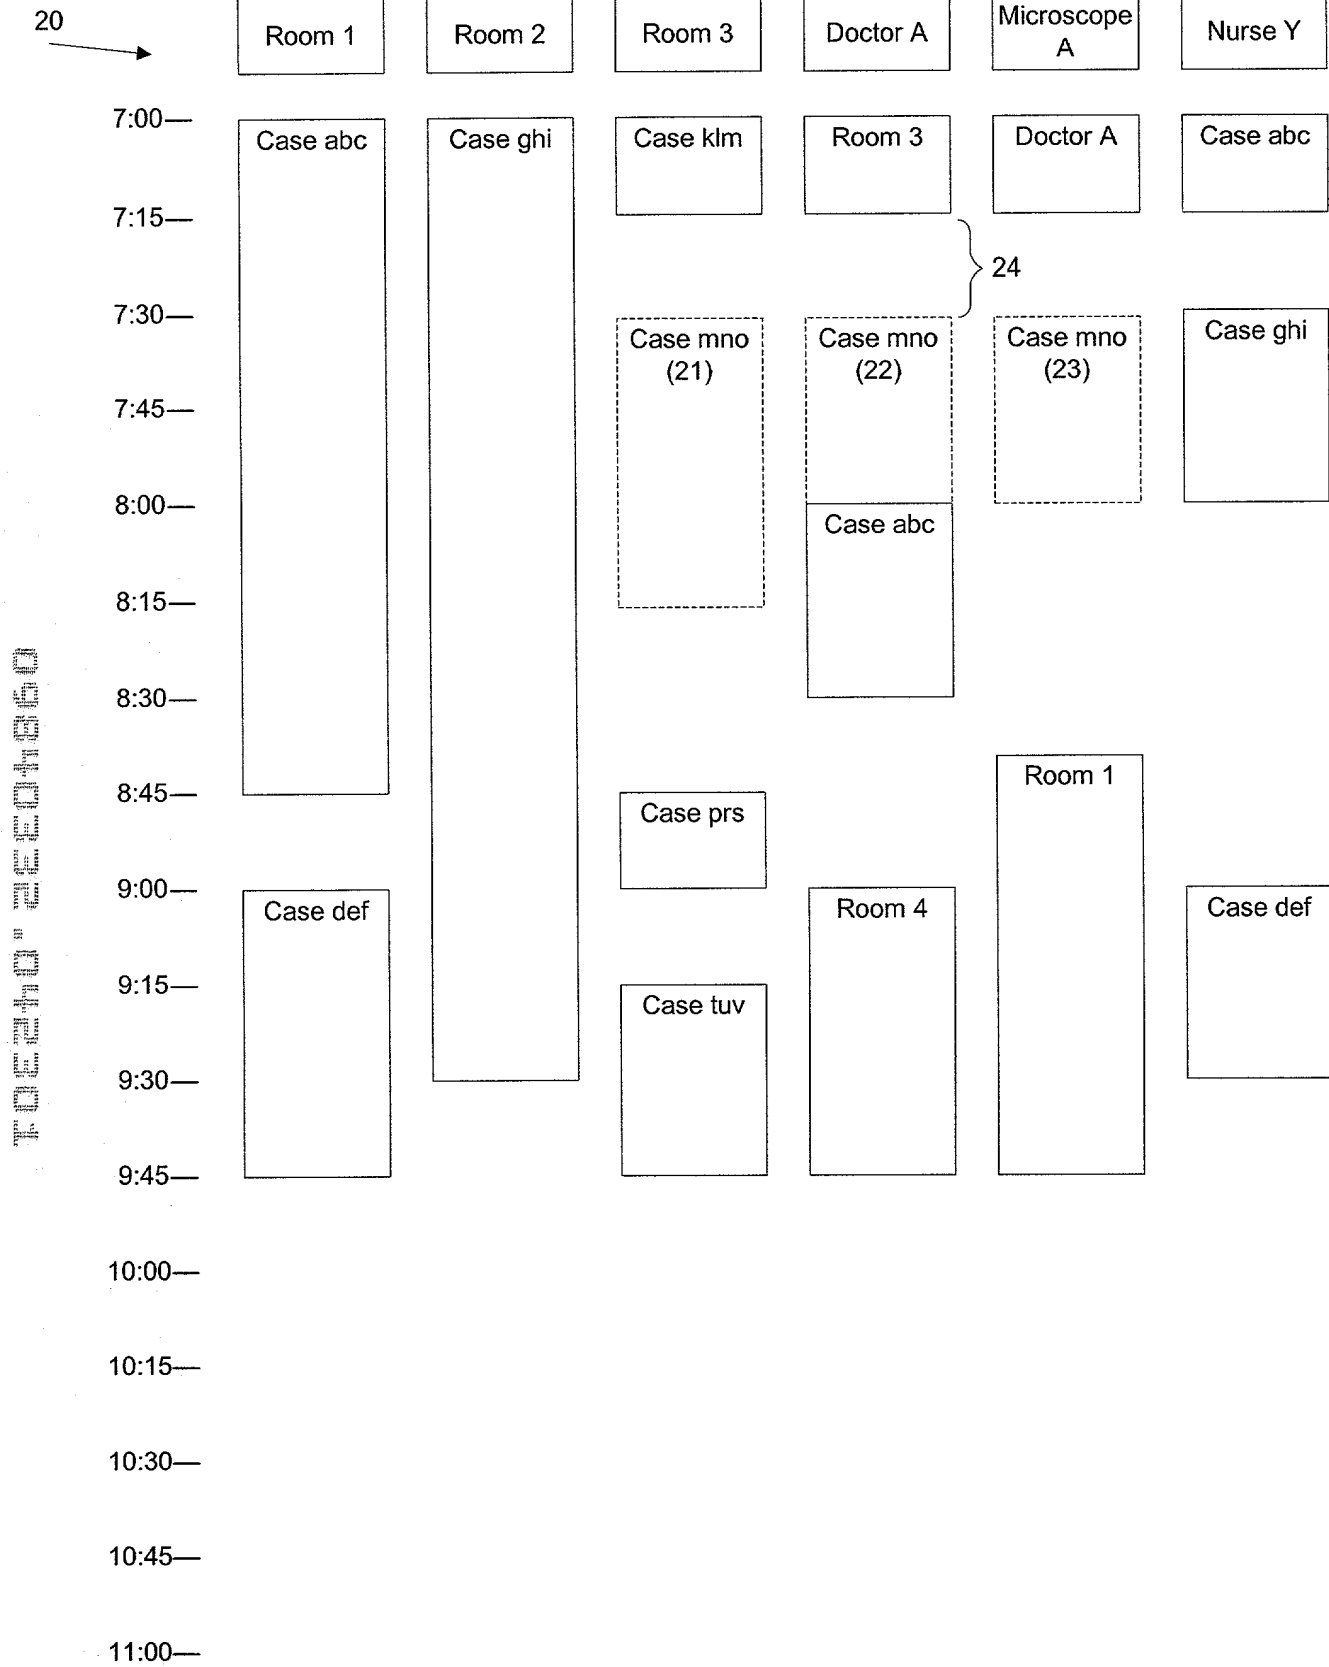 20
Room 1
Room 2
Room 3
Doctor A
Microscope
A
Nurse Y
7:00
Case abc
Case ghi
Case klm
Room 3
Doctor A
Case abc
7:15
24
7:30
Case mno
(21)
Case mno
(22)
Case mno
(23)
Case ghi
7:45
8:00
Case abc
8:15
8:30
Room 1
8:45
Case prs
9:00
Case def
Room 4
Case def
9:15
Case tuv
9:30
9:45
10:00
10:15
10:30
10:45
11:00